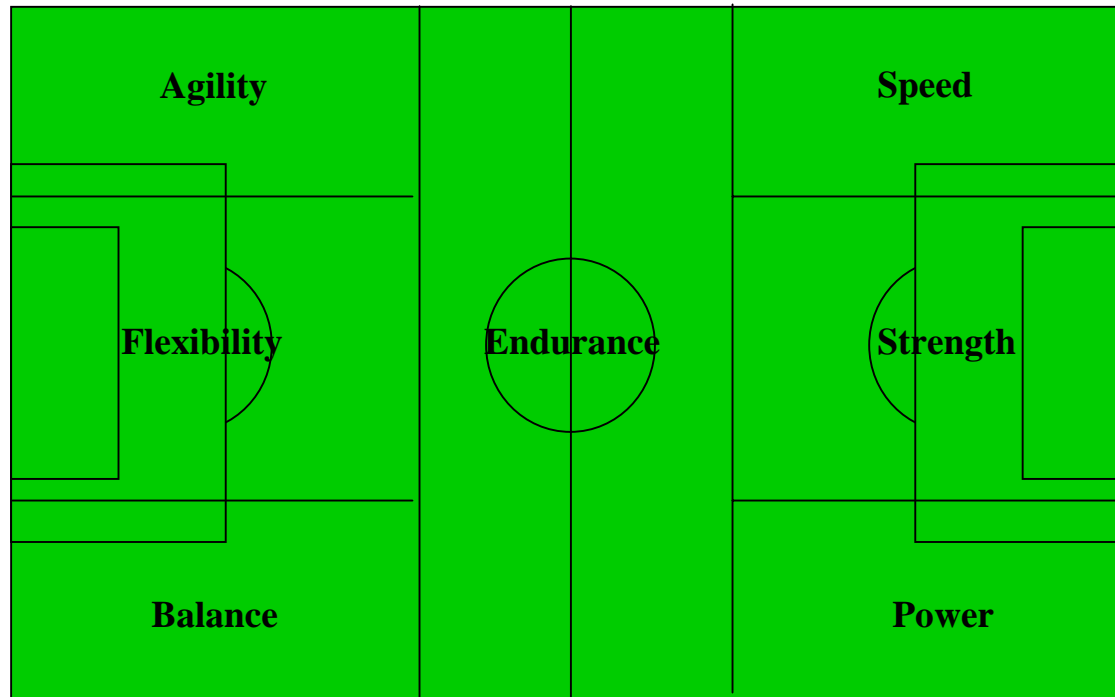 Agility
Speed
Flexibility
Endurance
Strength
Balance
Power